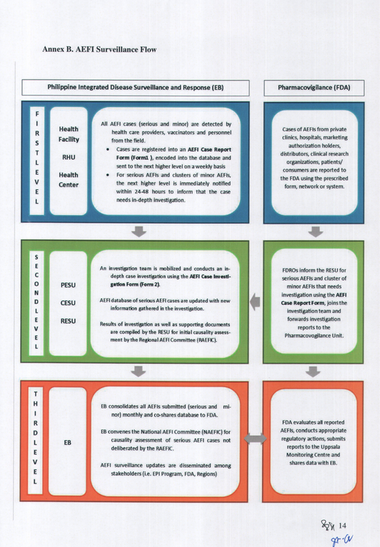 Annex B. AEFI Surveillance Flow
Philippine Integrated Disease Surveillance and Response (EB)
Pharmacovigilance (FDA)
FIRST LEVEL
Health
Facility
RHU
Health
Center
All AEFI cases (serious and minor) are detected by
health care providers, vaccinators and personnel
from the field.
• Cases are registered into an AEFI Case Report
Form (Form1 ), encoded into the database and
sent to the next higher level on a weekly basis
• For serious AEFIs and clusters of minor AEFIs,
the next higher level is immediately notified
within 24-48 hours to inform that the case
needs in-depth investigation.
Cases of AEFIs from private
clinics, hospitals, marketing
authorization holders,
distributors, clinical research
organizations, patients/
consumers are reported to
the FDA using the prescribed
form, network or system.
SECOND LEVEL
PESU
CESU
RESU
An investigation team is mobilized and conducts an in-
depth case investigation using the AEFI Case Investi-
gation Form (Form 2).
AEFI database of serious AEFI cases are updated with new
information gathered in the investigation.
Results of investigation as well as supporting documents
are compiled by the RESU for initial causality assess-
ment by the Regional AEFI Committee (RAEFIC).
FDROs inform the RESU for
serious AEFIs and cluster of
minor AEFIs that needs
investigation using the AEFI
Case Report Form, joins the
investigation team and
forwards investigation
reports to the
Pharmacovogilance Unit.
THIRD LEVEL
EB
EB consolidates all AEFIs submitted (serious and mi-
nor) monthly and co-shares database to FDA.
EB convenes the National AEFI Committee (NAEFIC) for
causality assessment of serious AEFI cases not
deliberated by the RAEFIC.
AEFI surveillance updates are disseminated among
stakeholders (i.e. EPI Program, FDA, Regions)
FDA evaluates all reported
AEFIs, conducts appropriate
regulatory actions, submits
reports to the Uppsala
Monitoring Centre and
shares data with EB.
14